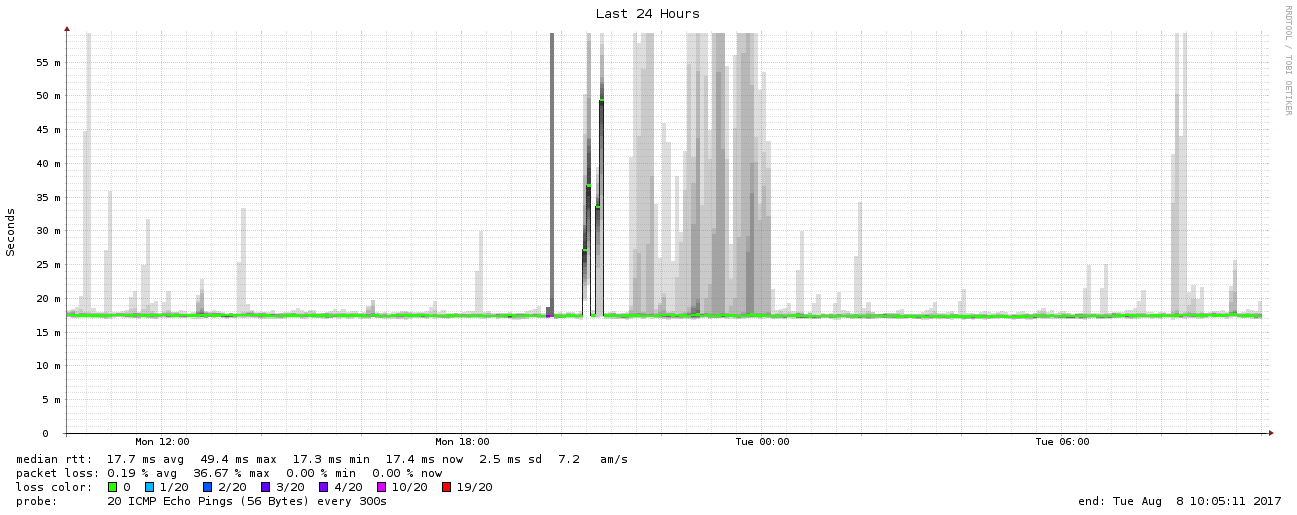 Last 24 Hours
RRDTOOL / TOBI OETIKER
Seconds
55 m
50 m
45 m
40 m
35 m
30 m
25 m
20 m
15 m
10 m
5 m
0
Mon 12:00 Mon 18:00 Tue 00:00 Tue 06:00
median rtt: 17.7 ms avg 49.4 ms max 17.3 ms min 17.4 ms now 2.5 ms sd 7.2 am/s
packet loss: 0.19 % avg 36.67 % max 0.00 % min 0.00 % now
loss color: 0 1/20 2/20 3/20 4/20 10/20 19/20
probe: 20 ICMP Echo Pings (56 Bytes) every 300s end: Tue Aug 8 10:05:11 2017